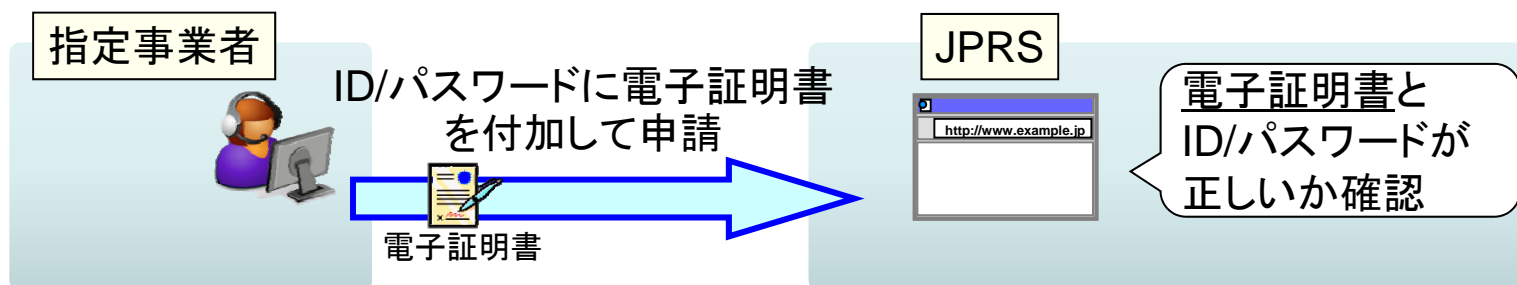 指定事業者
ID/パスワードに電子証明書
を付加して申請
電子証明書
JPRS
http://www.example.jp
電子証明書と
ID/パスワードが
正しいか確認